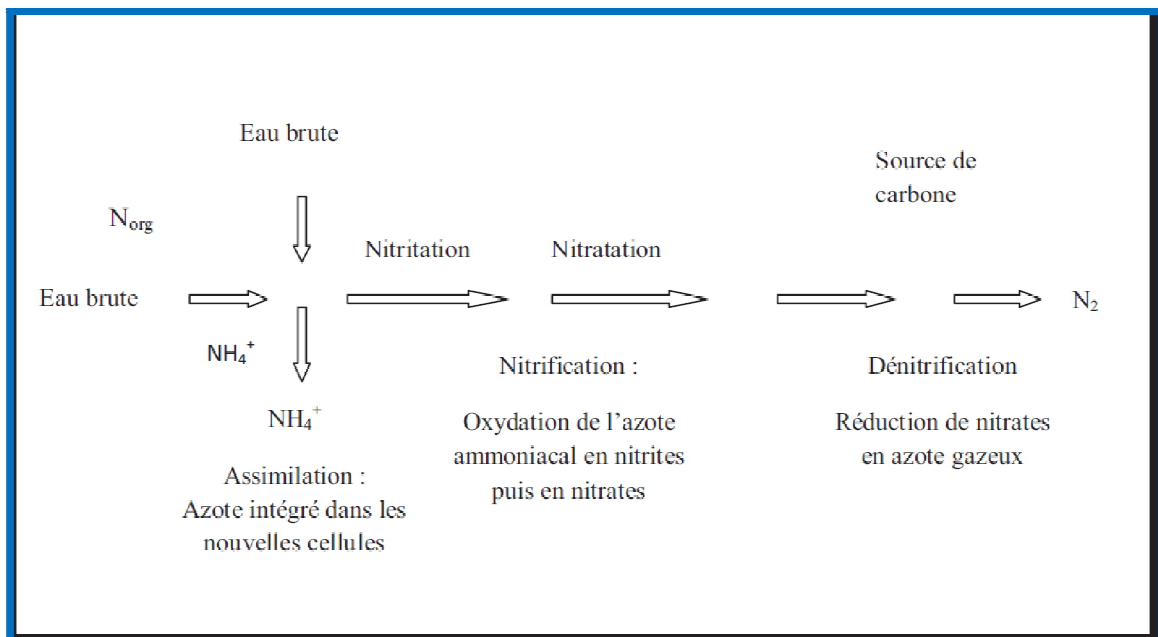 Eau brute
Source de
carbone
N_org
Nitritation
Nitratation
Eau brute
N₂
NH₄⁺
Nitrification :
Dénitrification
NH₄⁺
Oxydation de l’azote
ammoniacal en nitrites
puis en nitrates
Réduction de nitrates
en azote gazeux
Assimilation :
Azote intégré dans les
nouvelles cellules